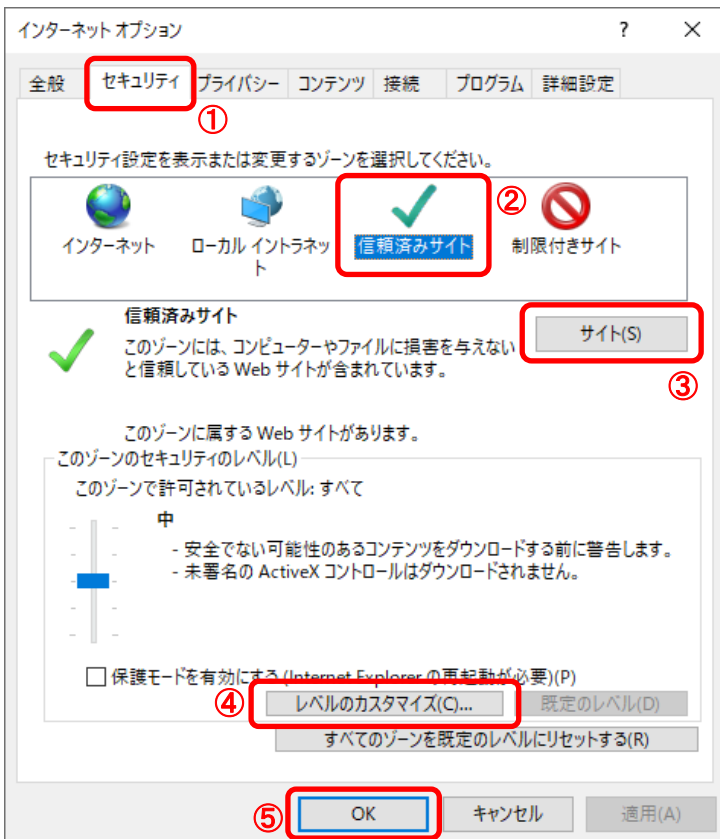 インターネット オプション ? ×
全般 セキュリティ プライバシー コンテンツ 接続 プログラム 詳細設定
①
セキュリティ設定を表示または変更するゾーンを選択してください。
②
インターネット ローカル イントラネッ 信頼済みサイト 制限付きサイト
ト
信頼済みサイト
サイト(S)
このゾーンには、コンピューターやファイルに損害を与えない
と信頼している Web サイトが含まれています。
③
このゾーンに属する Web サイトがあります。
このゾーンのセキュリティのレベル(L)
このゾーンで許可されているレベル: すべて
中
- 安全でない可能性のあるコンテンツをダウンロードする前に警告します。
- 未署名の ActiveX コントロールはダウンロードされません。
保護モードを有効にする (Internet Explorer の再起動が必要)(P)
④ レベルのカスタマイズ(C)... 既定のレベル(D)
すべてのゾーンを既定のレベルにリセットする(R)
⑤ OK キャンセル 適用(A)